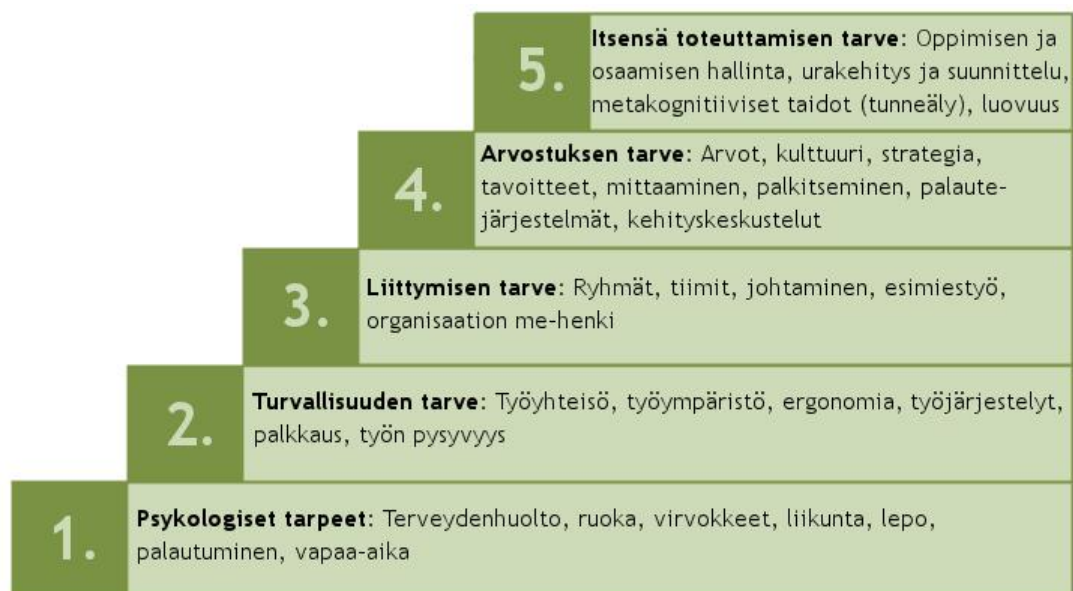 5.
Itsensä toteuttamisen tarve: Oppimisen ja
osaamisen hallinta, urakehitys ja suunnittelu,
metakognitiiviset taidot (tunneäly), luovuus
4.
Arvostuksen tarve: Arvot, kulttuuri, strategia,
tavoitteet, mittaaminen, palkitseminen, palaute-
järjestelmät, kehityskeskustelut
3.
Liittymisen tarve: Ryhmät, tiimit, johtaminen, esimiestyö,
organisaation me-henki
2.
Turvallisuuden tarve: Työyhteisö, työympäristö, ergonomia, työjärjestelyt,
palkkaus, työn pysyvyys
1.
Psykologiset tarpeet: Terveydenhuolto, ruoka, virvokkeet, liikunta, lepo,
palautuminen, vapaa-aika